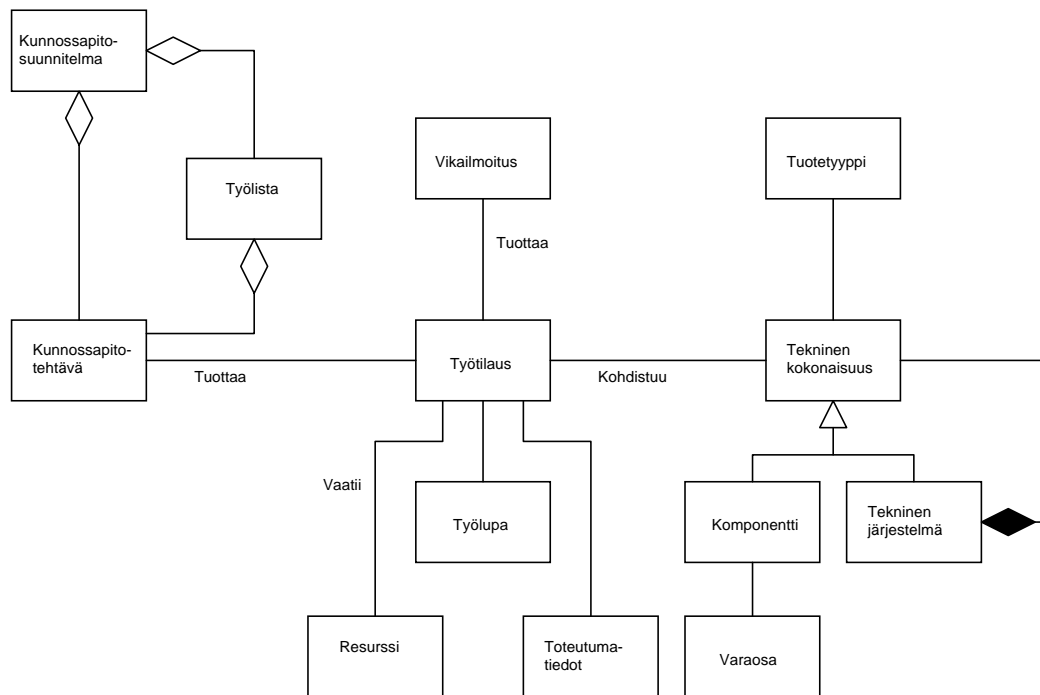 Kunnossapito-
suunnitelma
Työlista
Vikailmoitus
Tuotetyyppi
Tuottaa
Kunnossapito-
tehtävä
Tuottaa
Työtilaus
Kohdistuu
Tekninen
kokonaisuus
Vaatii
Työlupa
Komponentti
Tekninen
järjestelmä
Resurssi
Toteutuma-
tiedot
Varaosa